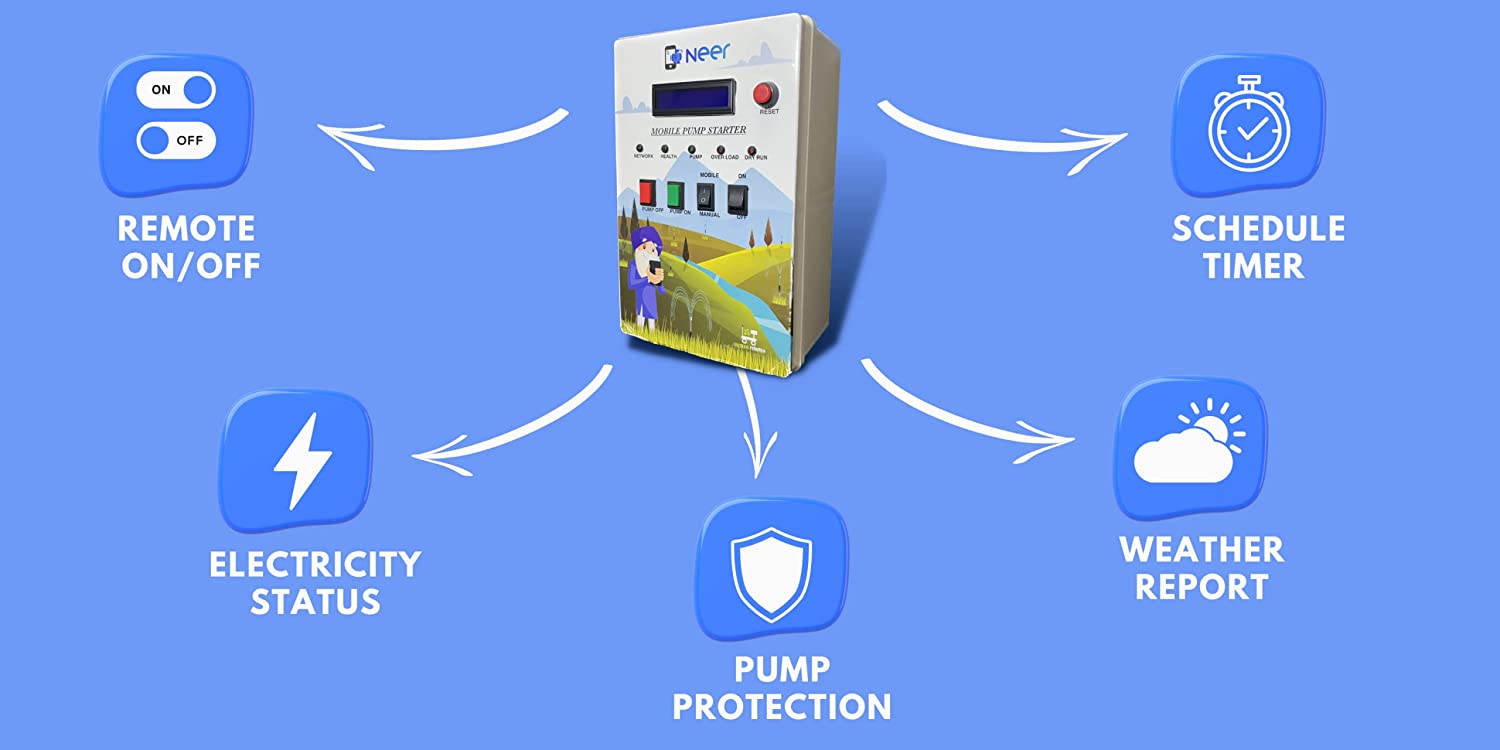 Neer
RESET
MOBILE PUMP STARTER
NETWORK HEALTH PUMP OVER LOAD DRY RUN
MOBILE ON
PUMP OFF PUMP ON MANUAL OFF
ON
OFF
REMOTE
ON/OFF
SCHEDULE
TIMER
ELECTRICITY
STATUS
WEATHER
REPORT
PUMP
PROTECTION